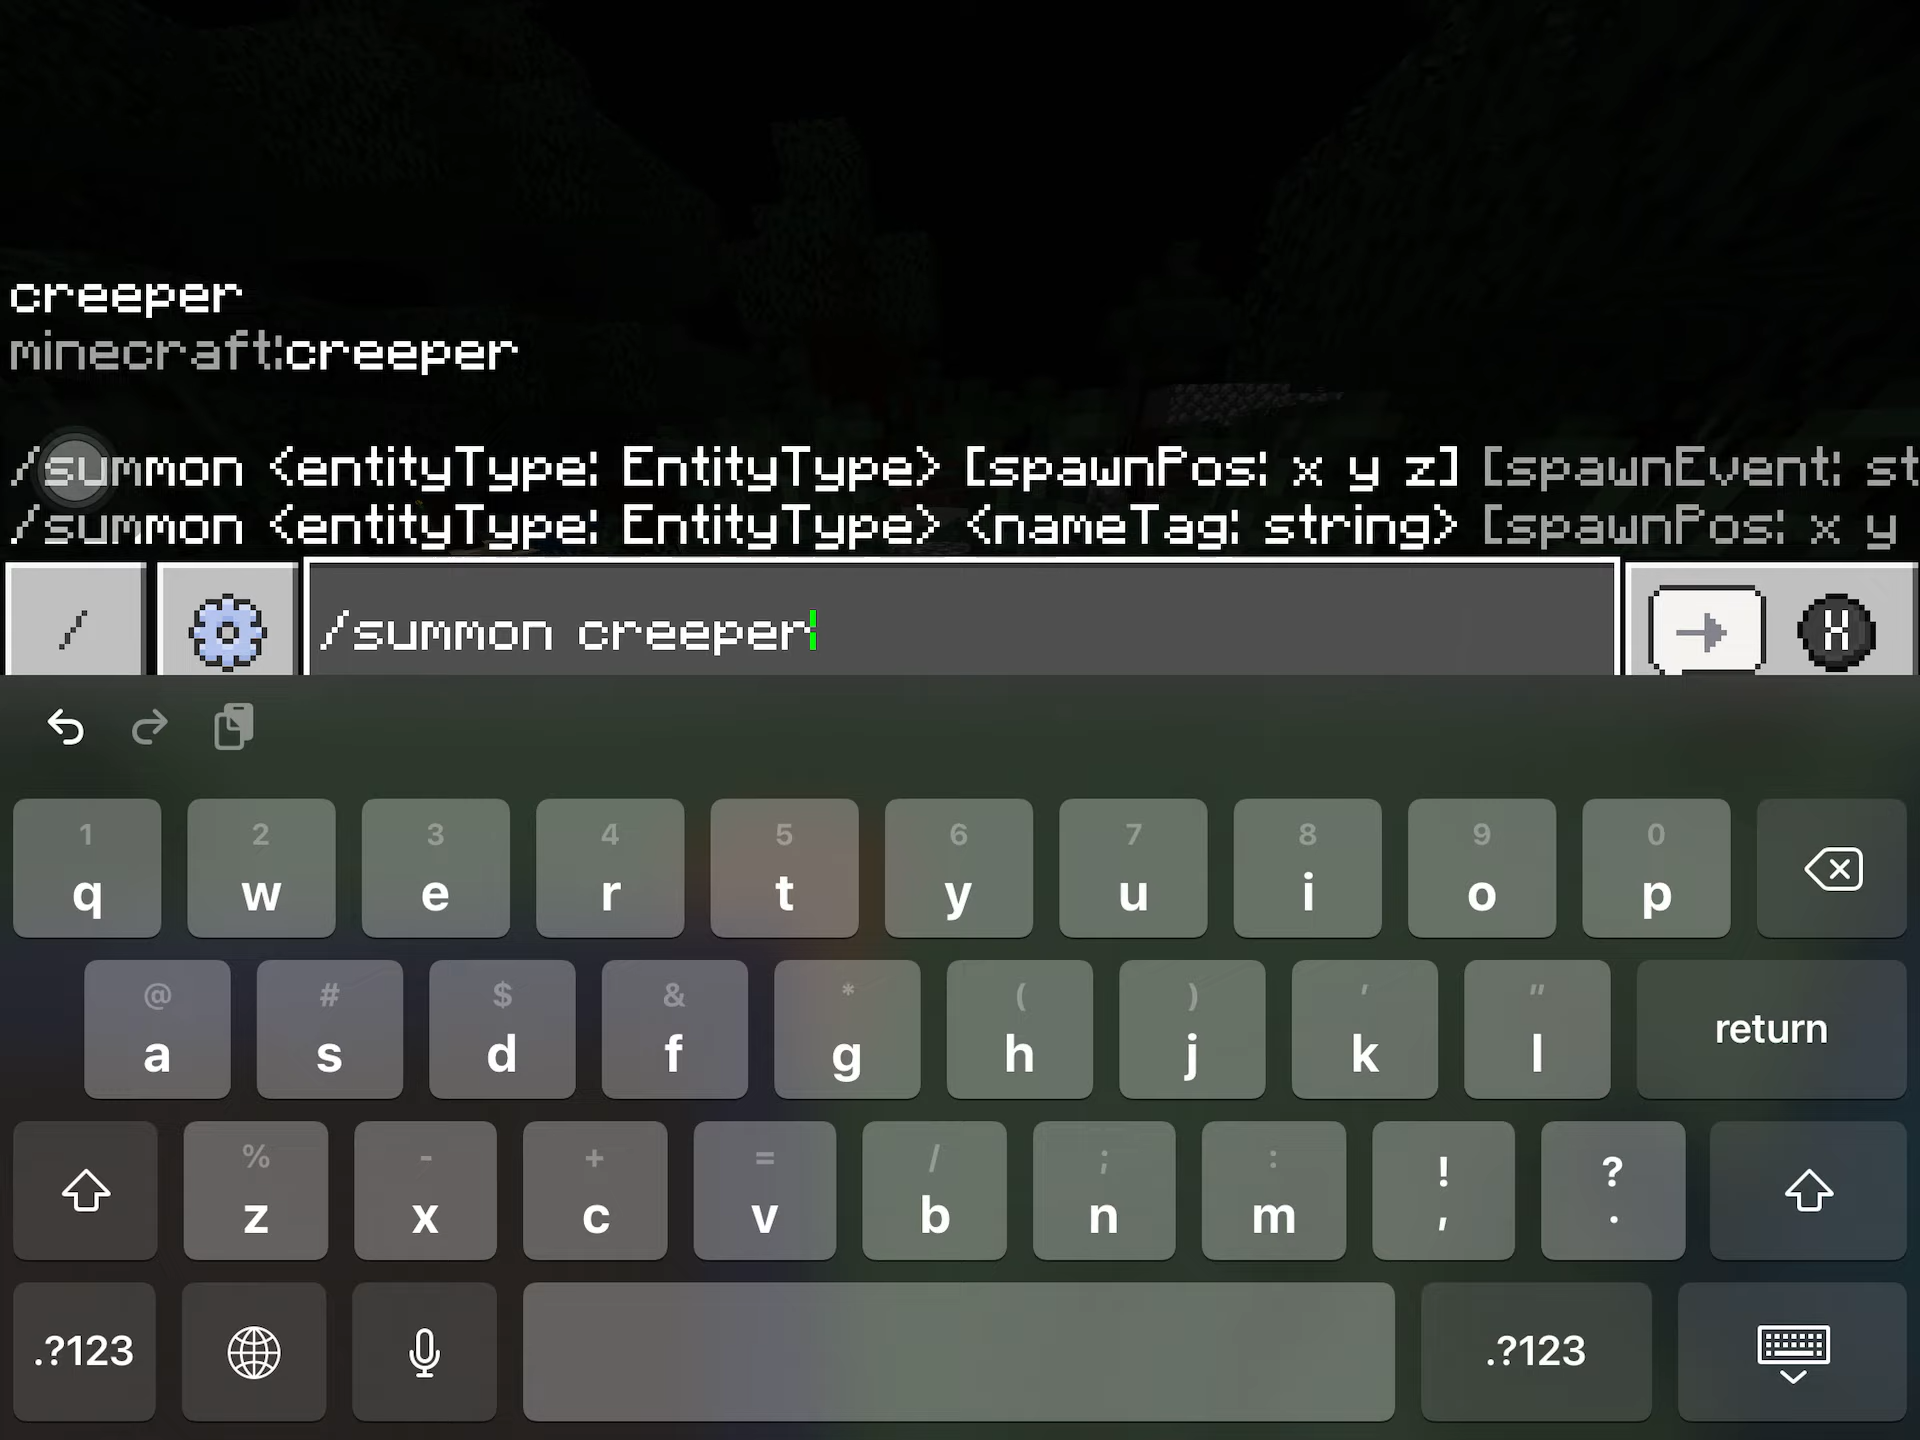 creeper
minecraft:creeper
/summon <entityType: EntityType> [spawnPos: x y z] [spawnEvent: st
/summon <entityType: EntityType> <nameTag: string> [spawnPos: x y
/
/summon creeper
1 2 3 4 5 6 7 8 9 0
q w e r t y u i o p
@ # $ & * ( ) ' "
a s d f g h j k l return
% - + = / ; : ! ?
z x c v b n m , .
.?123 .?123